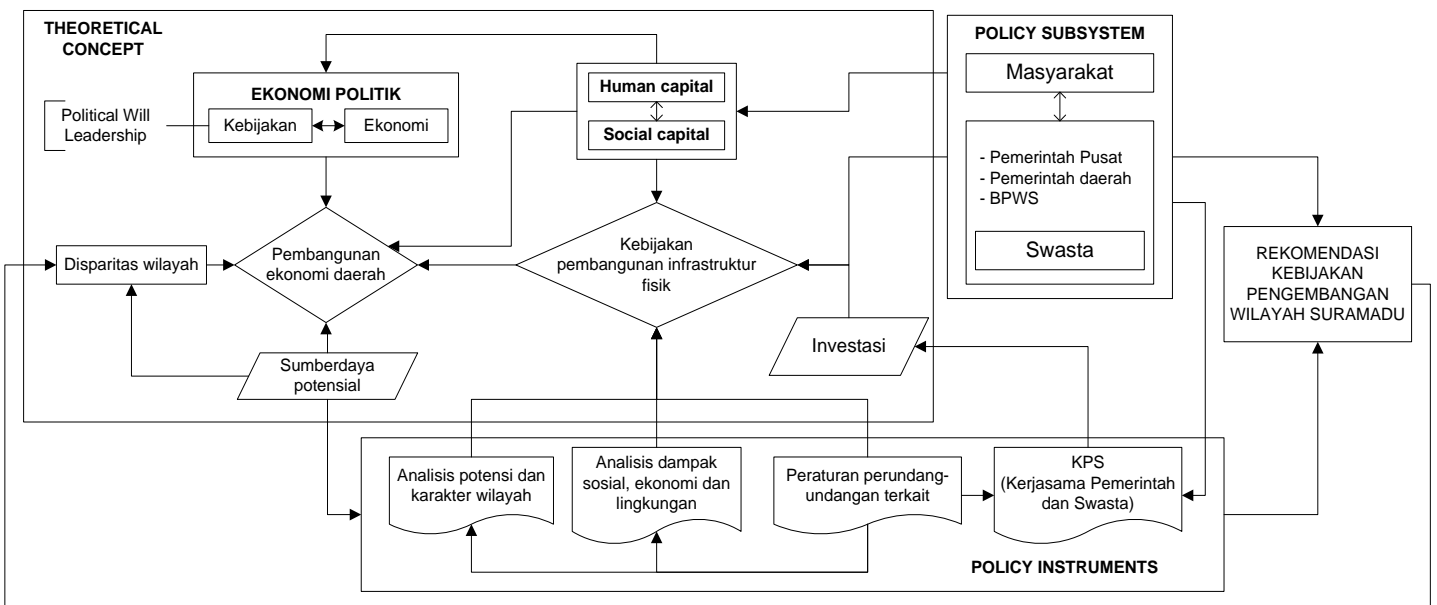 THEORETICAL
CONCEPT
EKONOMI POLITIK
Kebijakan
Ekonomi
Political Will
Leadership
Human capital
Social capital
Disparitas wilayah
Pembangunan
ekonomi daerah
Kebijakan
pembangunan infrastruktur
fisik
Sumberdaya
potensial
Investasi
POLICY SUBSYSTEM
Masyarakat
- Pemerintah Pusat
- Pemerintah daerah
- BPWS
Swasta
REKOMENDASI
KEBIJAKAN
PENGEMBANGAN
WILAYAH SURAMADU
Analisis potensi dan
karakter wilayah
Analisis dampak
sosial, ekonomi dan
lingkungan
Peraturan perundang-
undangan terkait
KPS
(Kerjasama Pemerintah
dan Swasta)
POLICY INSTRUMENTS